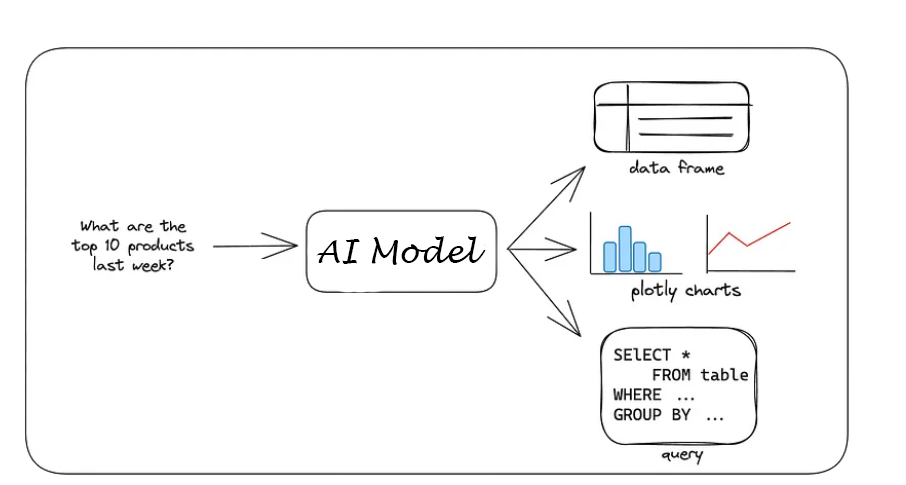 What are the
top 10 products
last week?
AI Model
data frame
plotly charts
SElECT *
FROM table
WHERE ...
GROUP BY ...
query